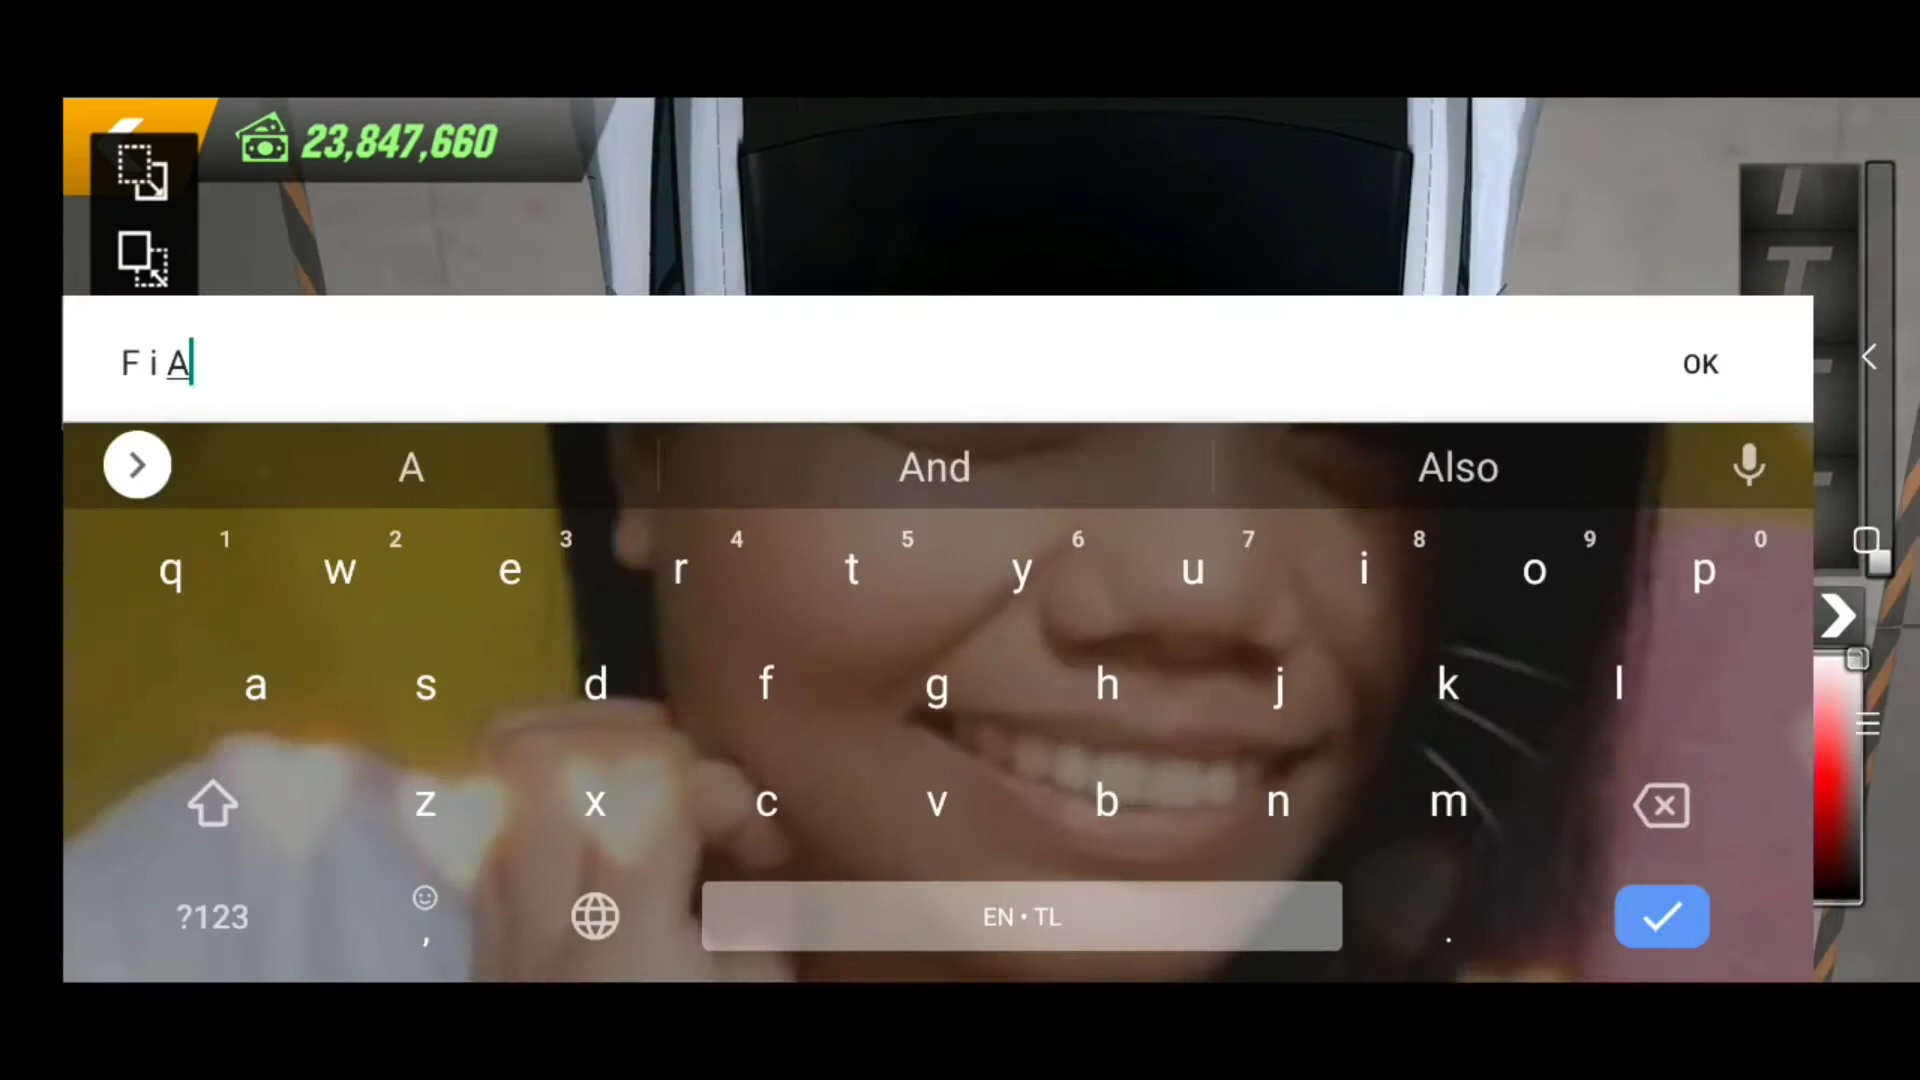 23,847,660
T
F i A
OK
A And Also
1 2 3 4 5 6 7 8 9 0
q w e r t y u i o p
a s d f g h j k l
z x c v b n m
?123 , EN • TL .